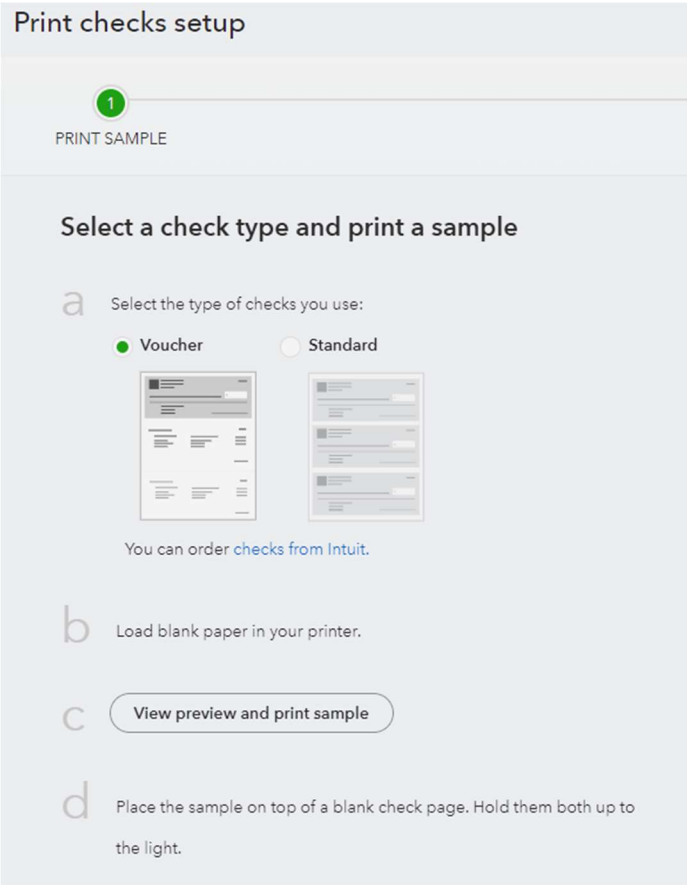 Print checks setup
1
PRINT SAMPLE
Select a check type and print a sample
a Select the type of checks you use:
Voucher Standard
You can order checks from Intuit.
b Load blank paper in your printer.
c View preview and print sample
d Place the sample on top of a blank check page. Hold them both up to
the light.